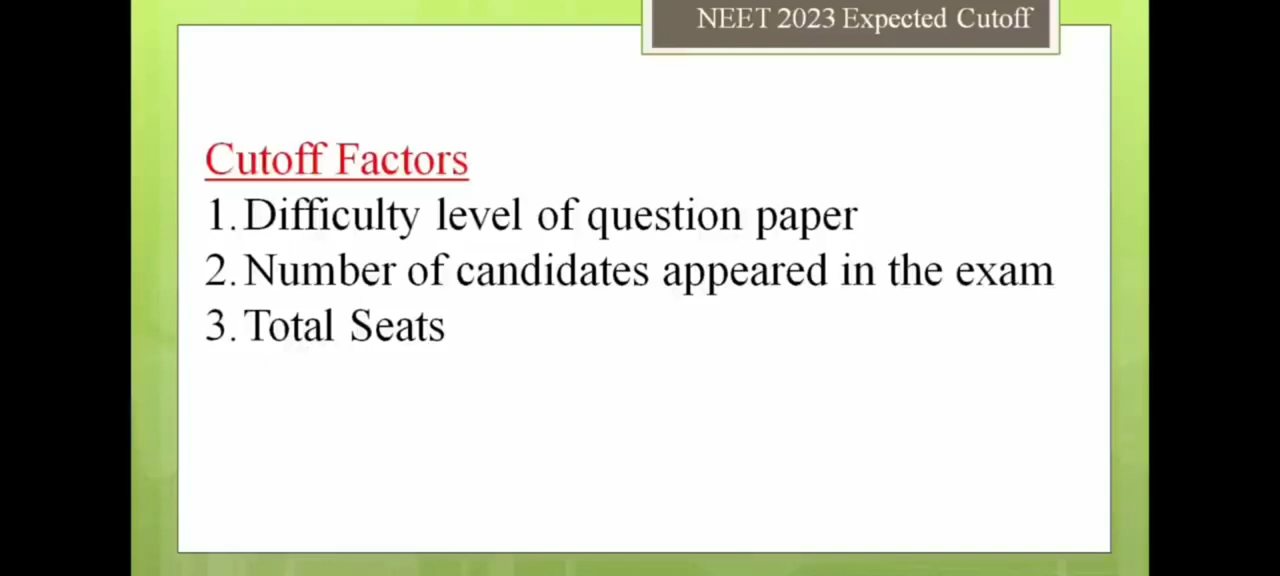 NEET 2023 Expected Cutoff
Cutoff Factors
1. Difficulty level of question paper
2. Number of candidates appeared in the exam
3. Total Seats